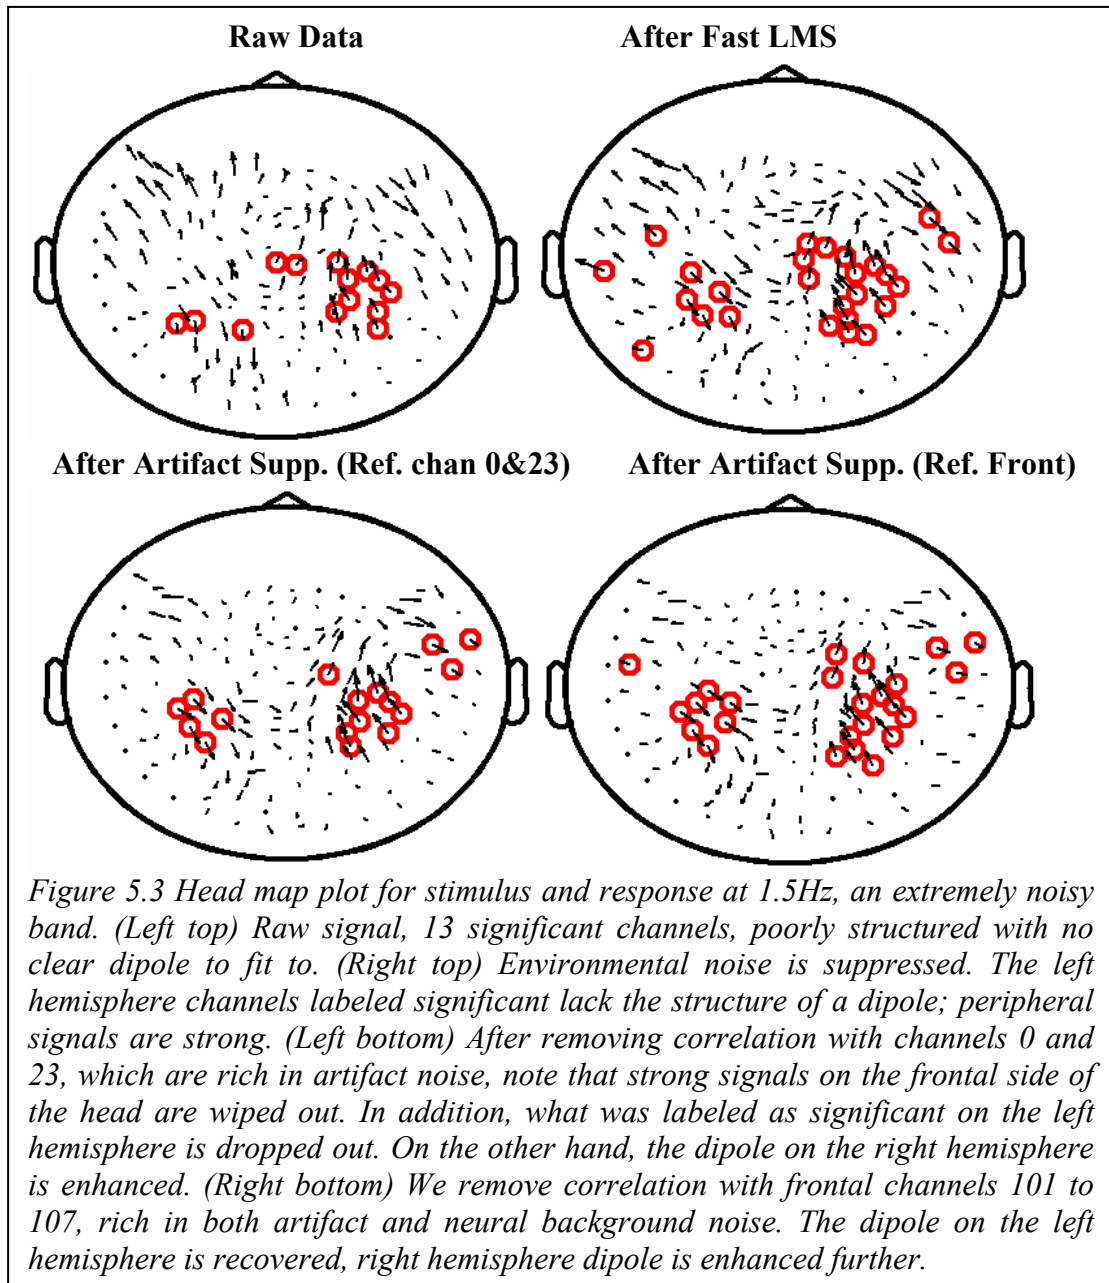 Raw Data
After Fast LMS
After Artifact Supp. (Ref. chan 0&23)
After Artifact Supp. (Ref. Front)
Figure 5.3 Head map plot for stimulus and response at 1.5Hz, an extremely noisy
band. (Left top) Raw signal, 13 significant channels, poorly structured with no
clear dipole to fit to. (Right top) Environmental noise is suppressed. The left
hemisphere channels labeled significant lack the structure of a dipole; peripheral
signals are strong. (Left bottom) After removing correlation with channels 0 and
23, which are rich in artifact noise, note that strong signals on the frontal side of
the head are wiped out. In addition, what was labeled as significant on the left
hemisphere is dropped out. On the other hand, the dipole on the right hemisphere
is enhanced. (Right bottom) We remove correlation with frontal channels 101 to
107, rich in both artifact and neural background noise. The dipole on the left
hemisphere is recovered, right hemisphere dipole is enhanced further.